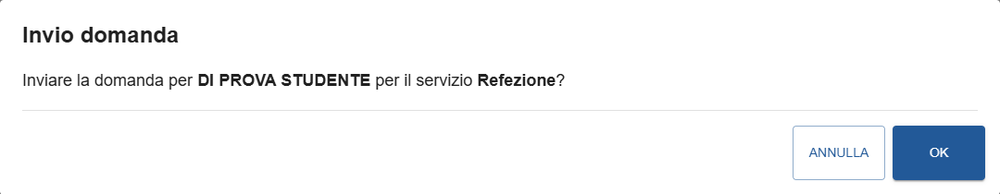 Invio domanda
Inviare la domanda per DI PROVA STUDENTE per il servizio Refezione?
ANNULLA
OK